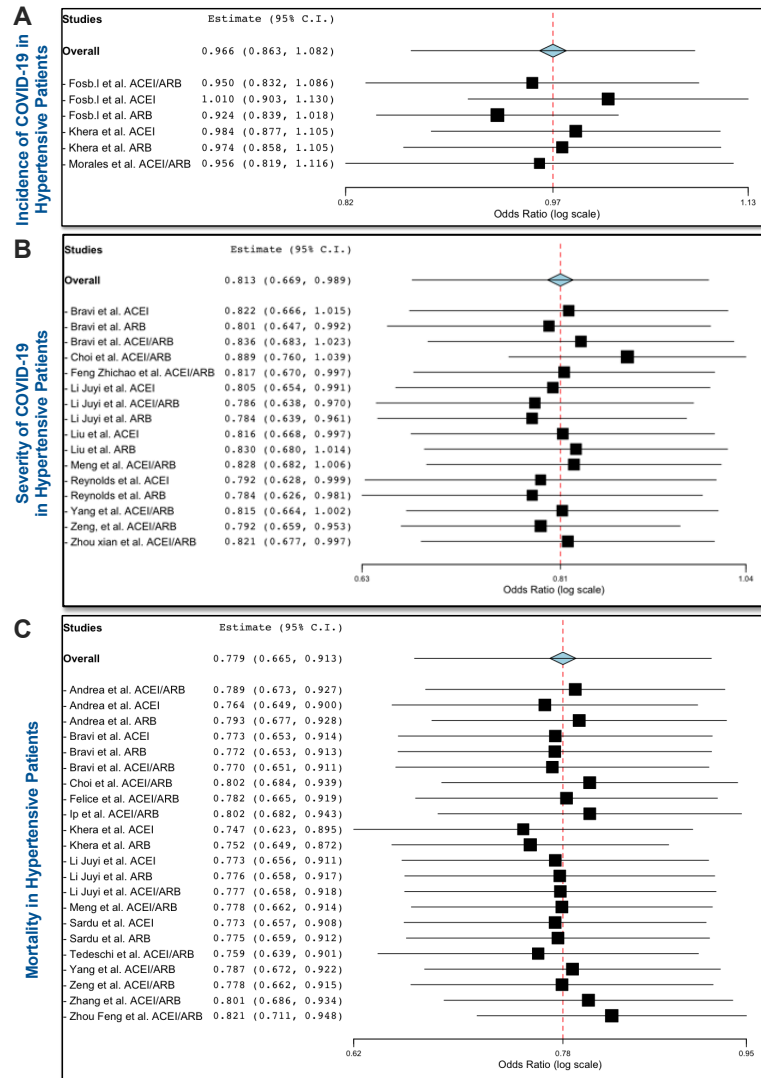 A
Incidence of COVID-19 in
Hypertensive Patients
Studies Estimate (95% C.I.)
Overall 0.966 (0.863, 1.082)
- Fosb.l et al. ACEI/ARB 0.950 (0.832, 1.086)
- Fosb.l et al. ACEI 1.010 (0.903, 1.130)
- Fosb.l et al. ARB 0.924 (0.839, 1.018)
- Khera et al. ACEI 0.984 (0.877, 1.105)
- Khera et al. ARB 0.974 (0.858, 1.105)
- Morales et al. ACEI/ARB 0.956 (0.819, 1.116)
0.82 0.97 1.13
Odds Ratio (log scale)
B
Severity of COVID-19
in Hypertensive Patients
Studies Estimate (95% C.I.)
Overall 0.813 (0.669, 0.989)
- Bravi et al. ACEI 0.822 (0.666, 1.015)
- Bravi et al. ARB 0.801 (0.647, 0.992)
- Bravi et al. ACEI/ARB 0.836 (0.683, 1.023)
- Choi et al. ACEI/ARB 0.889 (0.760, 1.039)
- Feng Zhichao et al. ACEI/ARB 0.817 (0.670, 0.997)
- Li Juyi et al. ACEI 0.805 (0.654, 0.991)
- Li Juyi et al. ACEI/ARB 0.786 (0.638, 0.970)
- Li Juyi et al. ARB 0.784 (0.639, 0.961)
- Liu et al. ACEI 0.816 (0.668, 0.997)
- Liu et al. ARB 0.830 (0.680, 1.014)
- Meng et al. ACEI/ARB 0.828 (0.682, 1.006)
- Reynolds et al. ACEI 0.792 (0.628, 0.999)
- Reynolds et al. ARB 0.784 (0.626, 0.981)
- Yang et al. ACEI/ARB 0.815 (0.664, 1.002)
- Zeng, et al. ACEI/ARB 0.792 (0.659, 0.953)
- Zhou xian et al. ACEI/ARB 0.821 (0.677, 0.997)
0.63 0.81 1.04
Odds Ratio (log scale)
C
Mortality in Hypertensive Patients
Studies Estimate (95% C.I.)
Overall 0.779 (0.665, 0.913)
- Andrea et al. ACEI/ARB 0.789 (0.673, 0.927)
- Andrea et al. ACEI 0.764 (0.649, 0.900)
- Andrea et al. ARB 0.793 (0.677, 0.928)
- Bravi et al. ACEI 0.773 (0.653, 0.914)
- Bravi et al. ARB 0.772 (0.653, 0.913)
- Bravi et al. ACEI/ARB 0.770 (0.651, 0.911)
- Choi et al. ACEI/ARB 0.802 (0.684, 0.939)
- Felice et al. ACEI/ARB 0.782 (0.665, 0.919)
- Ip et al. ACEI/ARB 0.802 (0.682, 0.943)
- Khera et al. ACEI 0.747 (0.623, 0.895)
- Khera et al. ARB 0.752 (0.649, 0.872)
- Li Juyi et al. ACEI 0.773 (0.656, 0.911)
- Li Juyi et al. ARB 0.776 (0.658, 0.917)
- Li Juyi et al. ACEI/ARB 0.777 (0.658, 0.918)
- Meng et al. ACEI/ARB 0.778 (0.662, 0.914)
- Sardu et al. ACEI 0.773 (0.657, 0.908)
- Sardu et al. ARB 0.775 (0.659, 0.912)
- Tedeschi et al. ACEI/ARB 0.759 (0.639, 0.901)
- Yang et al. ACEI/ARB 0.787 (0.672, 0.922)
- Zeng et al. ACEI/ARB 0.778 (0.662, 0.915)
- Zhang et al. ACEI/ARB 0.801 (0.686, 0.934)
- Zhou Feng et al. ACEI/ARB 0.821 (0.711, 0.948)
0.62 0.78 0.95
Odds Ratio (log scale)